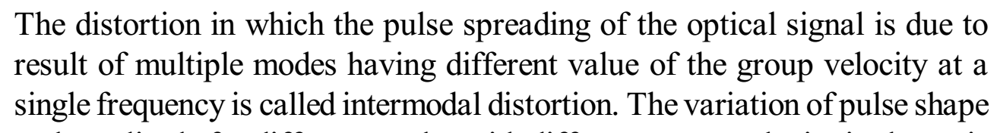 The distortion in which the pulse spreading of the optical signal is due to
result of multiple modes having different value of the group velocity at a
single frequency is called intermodal distortion. The variation of pulse shape